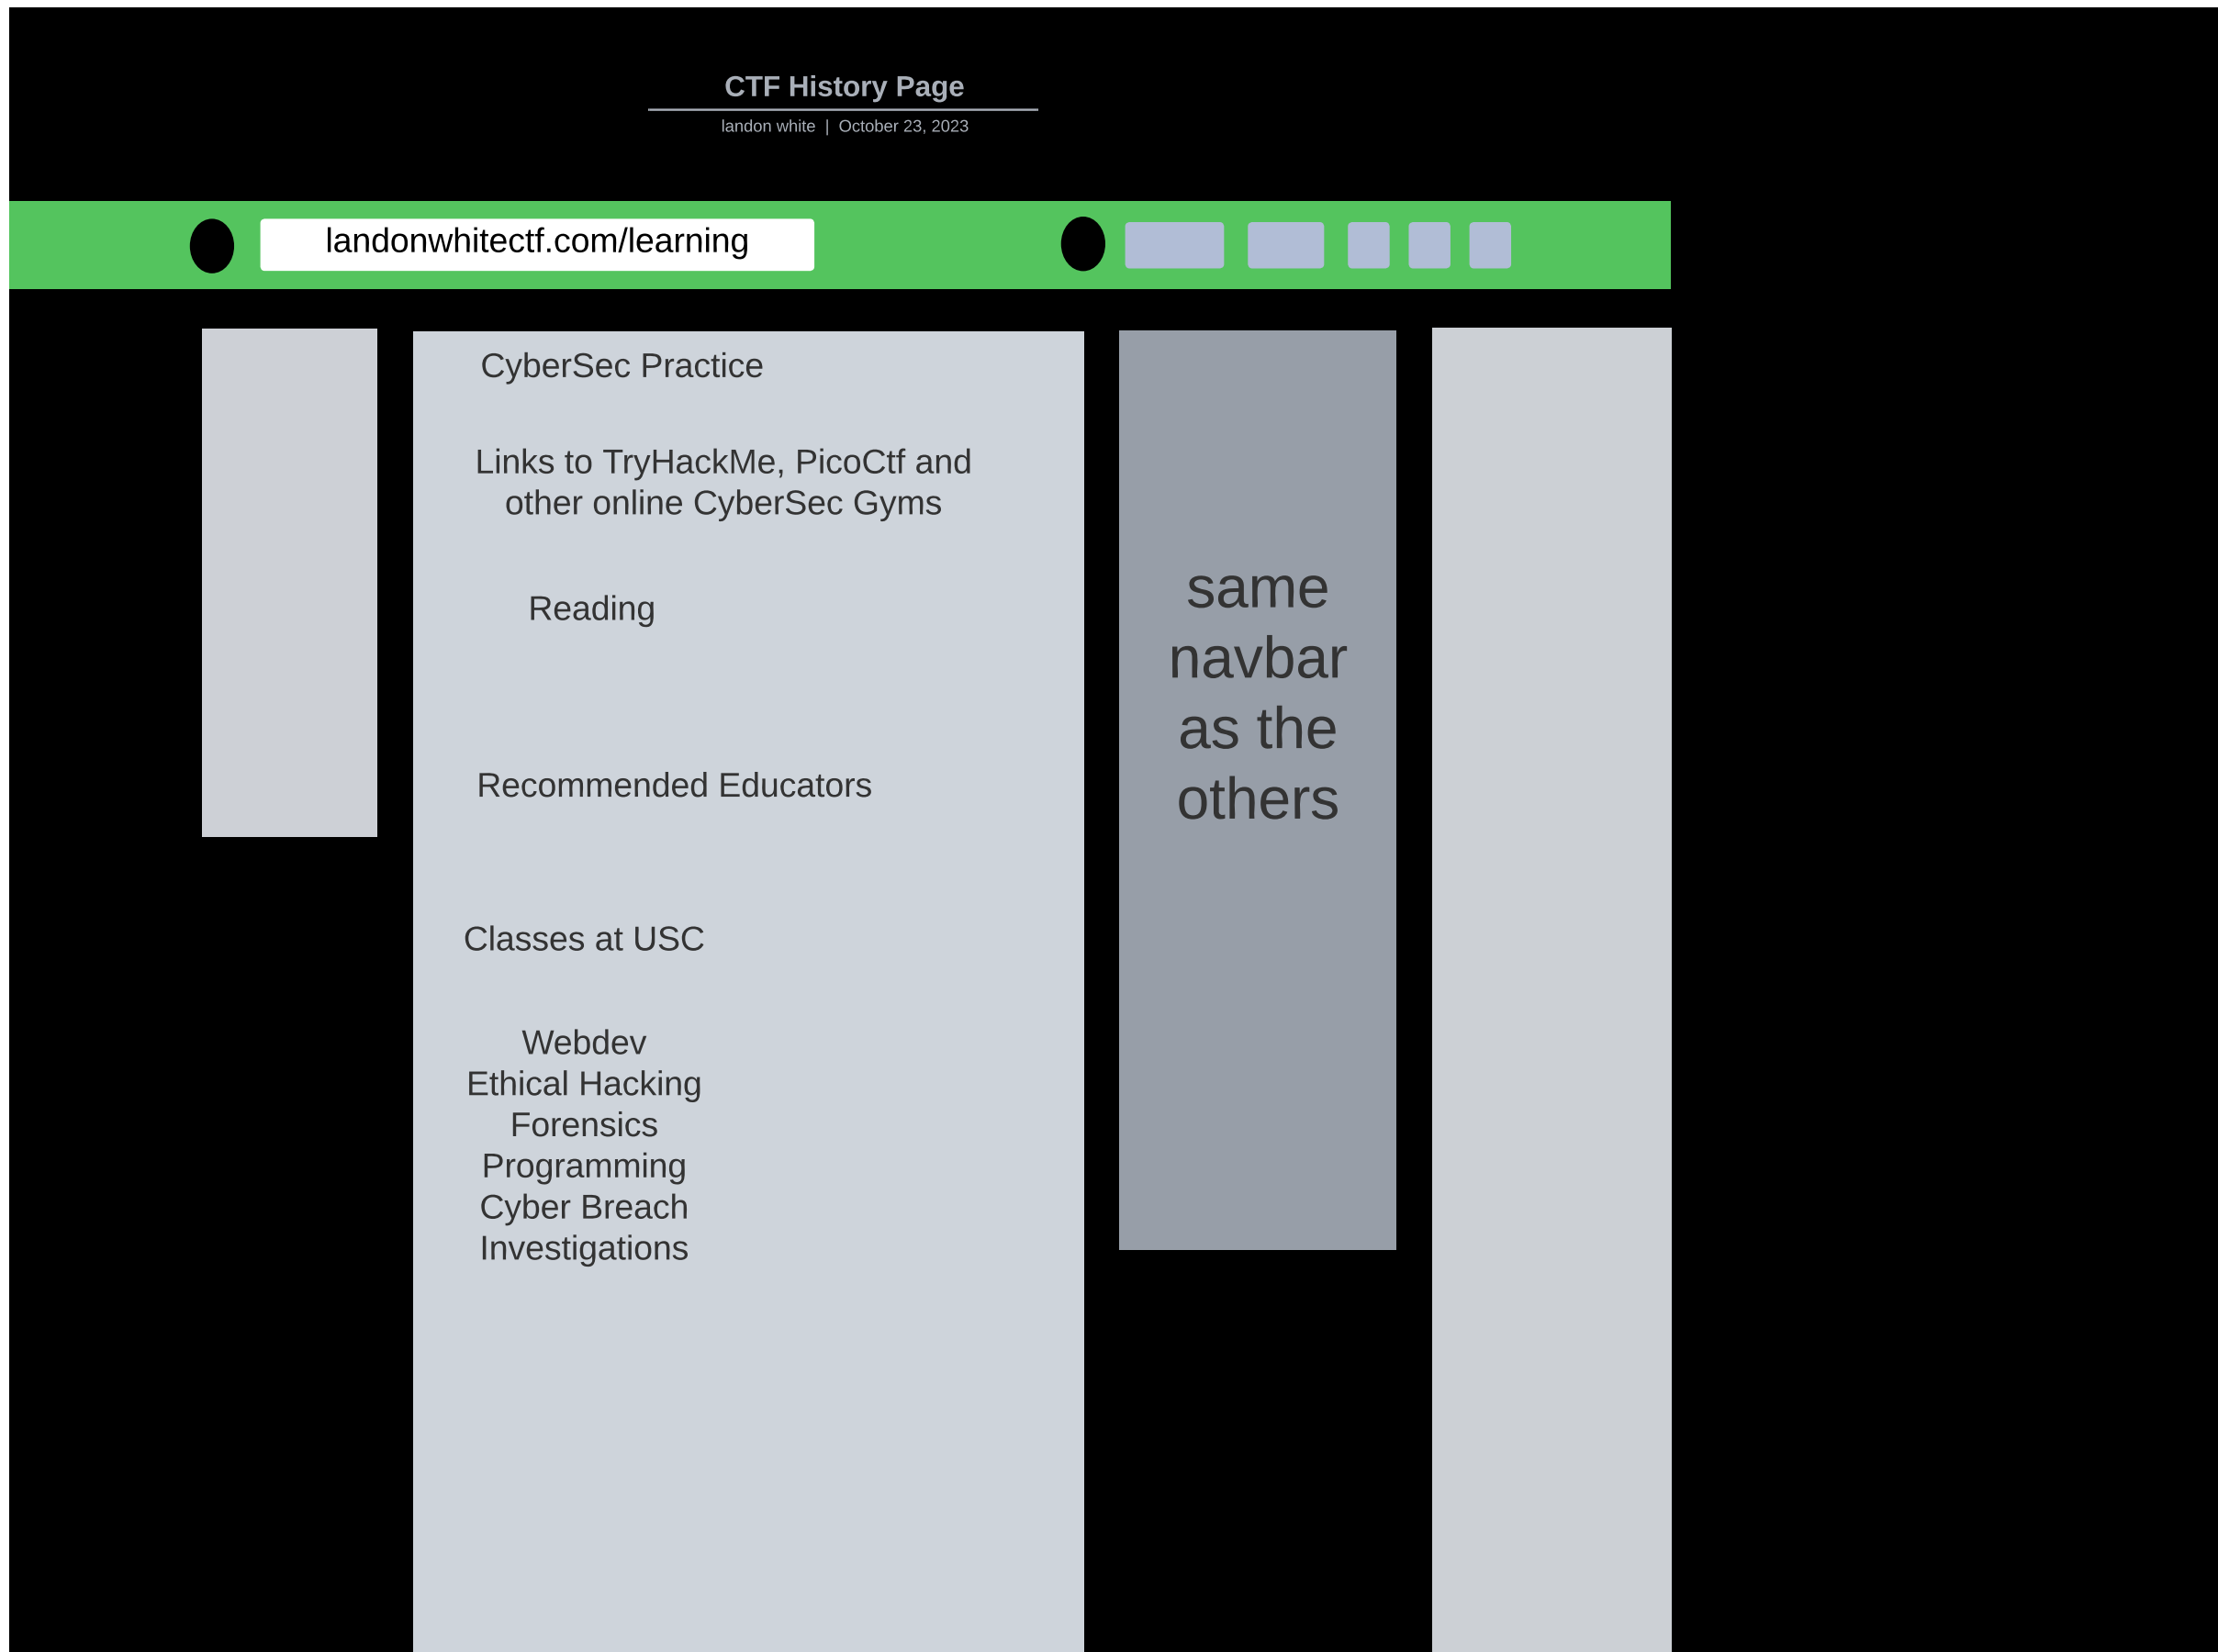 CTF History Page
landon white | October 23, 2023
landonwhitectf.com/learning
CyberSec Practice
Links to TryHackMe, PicoCtf and
other online CyberSec Gyms
Reading
Recommended Educators
Classes at USC
Webdev
Ethical Hacking
Forensics
Programming
Cyber Breach
Investigations
same
navbar
as the
others